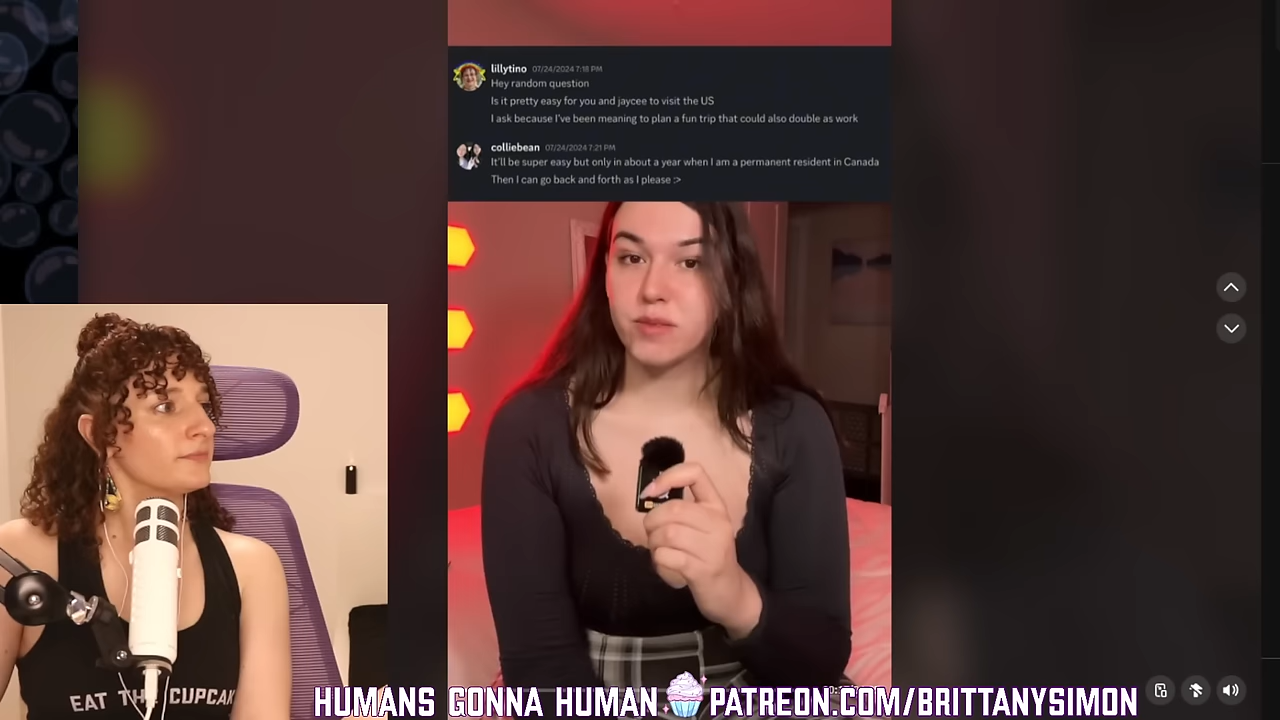 lillytino 07/24/2024 7:18 PM
Hey random question
Is it pretty easy for you and jaycee to visit the US
I ask because I've been meaning to plan a fun trip that could also double as work
colliebean 07/24/2024 7:21 PM
It'll be super easy but only in about a year when I am a permanent resident in Canada
Then I can go back and forth as I please :>
EAT THE CUPCAK
HUMANS GONNA HUMAN PATREON.COM/BRITTANYSIMON